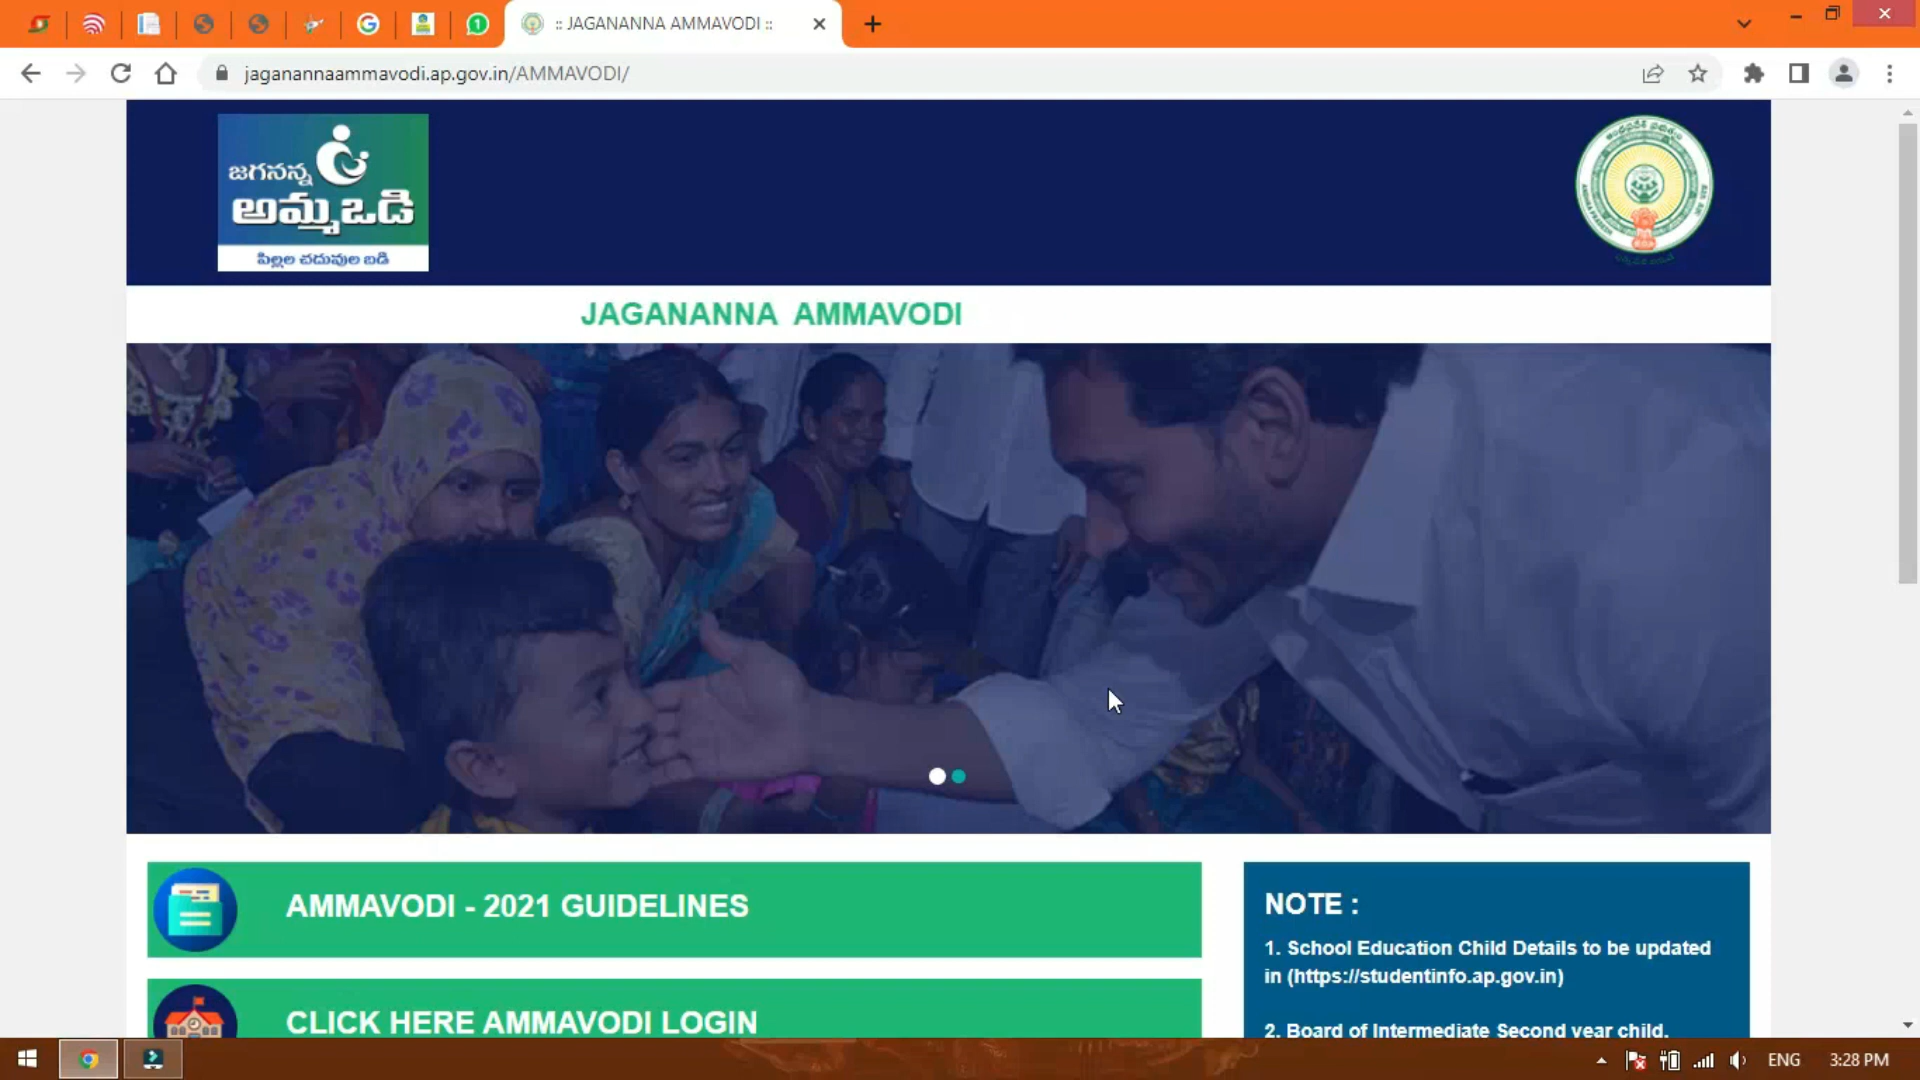 :: JAGANANNA AMMAVODI ::
jaganannaammavodi.ap.gov.in/AMMAVODI/
జగనన్న
అమ్మఒడి
పిల్లల చదువుల బడి
JAGANANNA AMMAVODI
AMMAVODI - 2021 GUIDELINES
CLICK HERE AMMAVODI LOGIN
NOTE :
1. School Education Child Details to be updated
in (https://studentinfo.ap.gov.in)
2. Board of Intermediate Second year child,
ENG
3:28 PM